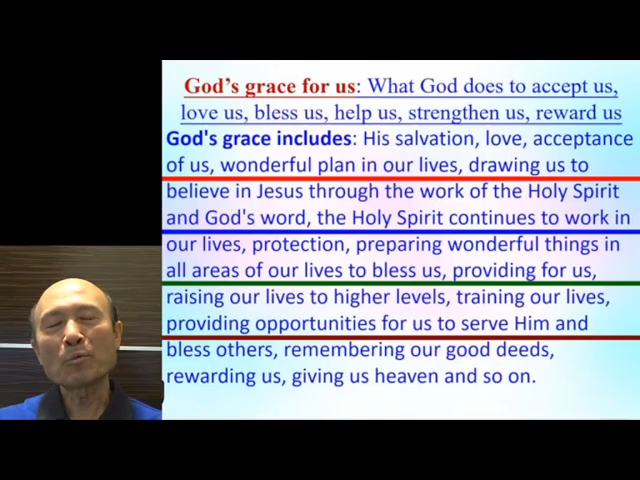 God's grace for us: What God does to accept us,
love us, bless us, help us, strengthen us, reward us
God's grace includes: His salvation, love, acceptance
of us, wonderful plan in our lives, drawing us to
believe in Jesus through the work of the Holy Spirit
and God's word, the Holy Spirit continues to work in
our lives, protection, preparing wonderful things in
all areas of our lives to bless us, providing for us,
raising our lives to higher levels, training our lives,
providing opportunities for us to serve Him and
bless others, remembering our good deeds,
rewarding us, giving us heaven and so on.